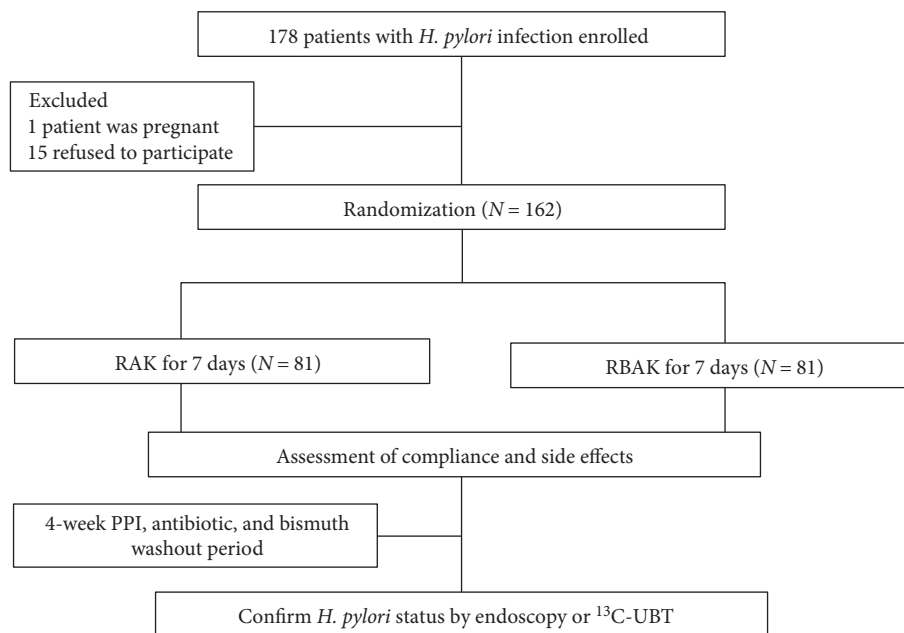 178 patients with H. pylori infection enrolled
Excluded
1 patient was pregnant
15 refused to participate
Randomization (N = 162)
RAK for 7 days (N = 81)
RBAK for 7 days (N = 81)
Assessment of compliance and side effects
4-week PPI, antibiotic, and bismuth
washout period
Confirm H. pylori status by endoscopy or ¹³C-UBT